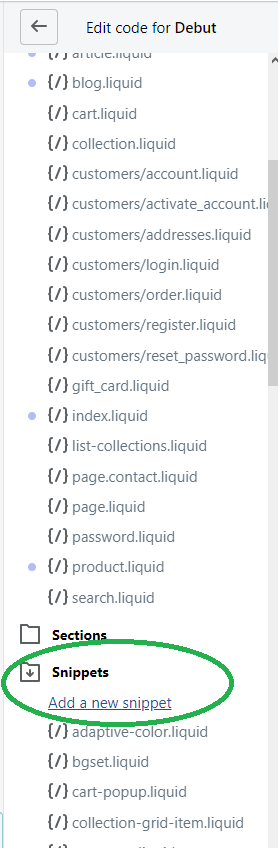 Edit code for Debut
article.liquid
{/} blog.liquid
{/} cart.liquid
{/} collection.liquid
{/} customers/account.liquid
{/} customers/activate_account.li
{/} customers/addresses.liquid
{/} customers/login.liquid
{/} customers/order.liquid
{/} customers/register.liquid
{/} customers/reset_password.liq
{/} gift_card.liquid
{/} index.liquid
{/} list-collections.liquid
{/} page.contact.liquid
{/} page.liquid
{/} password.liquid
{/} product.liquid
{/} search.liquid
Sections
Snippets
Add a new snippet
{/} adaptive-color.liquid
{/} bgset.liquid
{/} cart-popup.liquid
{/} collection-grid-item.liquid